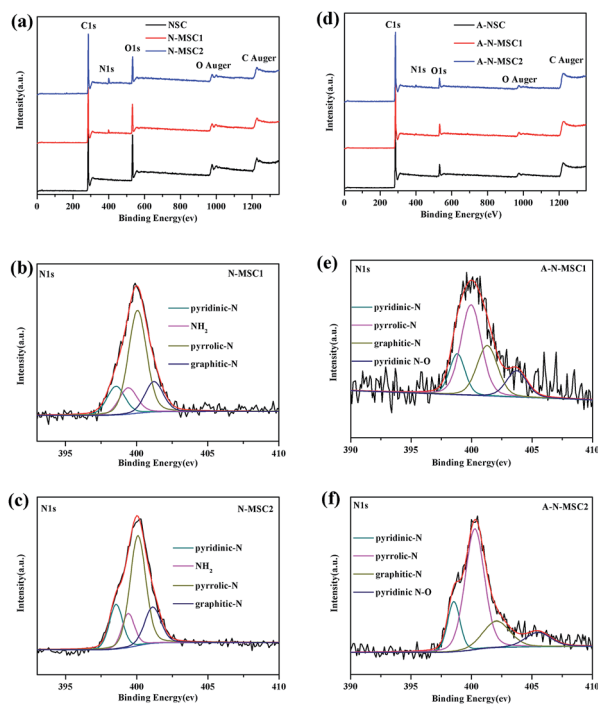 (a)
NSC
N-MSC1
N-MSC2
C1s
N1s
O1s
O Auger
C Auger
Intensity(a.u.)
0 200 400 600 800 1000 1200
Binding Energy(ev)
(d)
A-NSC
A-N-MSC1
A-N-MSC2
C1s
N1s
O1s
O Auger
C Auger
Intensity(a.u.)
0 200 400 600 800 1000 1200
Binding Energy(eV)
(b)
N1s
N-MSC1
pyridinic-N
NH2
pyrrolic-N
graphitic-N
Intensity(a.u.)
395 400 405 410
Binding Energy(ev)
(e)
N1s
A-N-MSC1
pyridinic-N
pyrrolic-N
graphitic-N
pyridinic N-O
Intensity(a.u.)
390 395 400 405 410
Binding Energy(ev)
(c)
N1s
N-MSC2
pyridinic-N
NH2
pyrrolic-N
graphitic-N
Intensity(a.u.)
395 400 405 410
Binding Energy(ev)
(f)
N1s
A-N-MSC2
pyridinic-N
pyrrolic-N
graphitic-N
pyridinic N-O
Intensity(a.u.)
390 395 400 405 410
Binding Energy(ev)